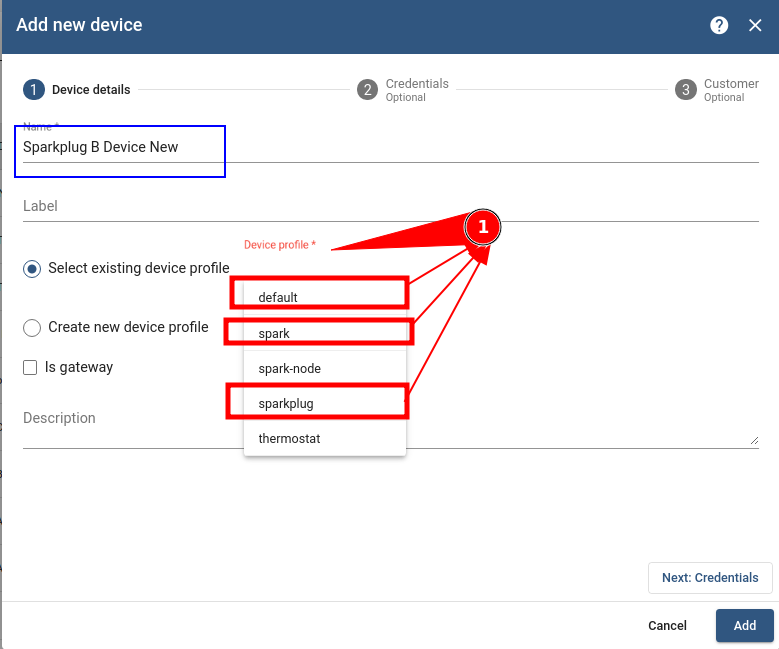 Add new device
1 Device details
2 Credentials
Optional
3 Customer
Optional
Name *
Sparkplug B Device New
Label
Device profile *
1
Select existing device profile
default
Create new device profile
spark
Is gateway
spark-node
sparkplug
Description
thermostat
Next: Credentials
Cancel
Add